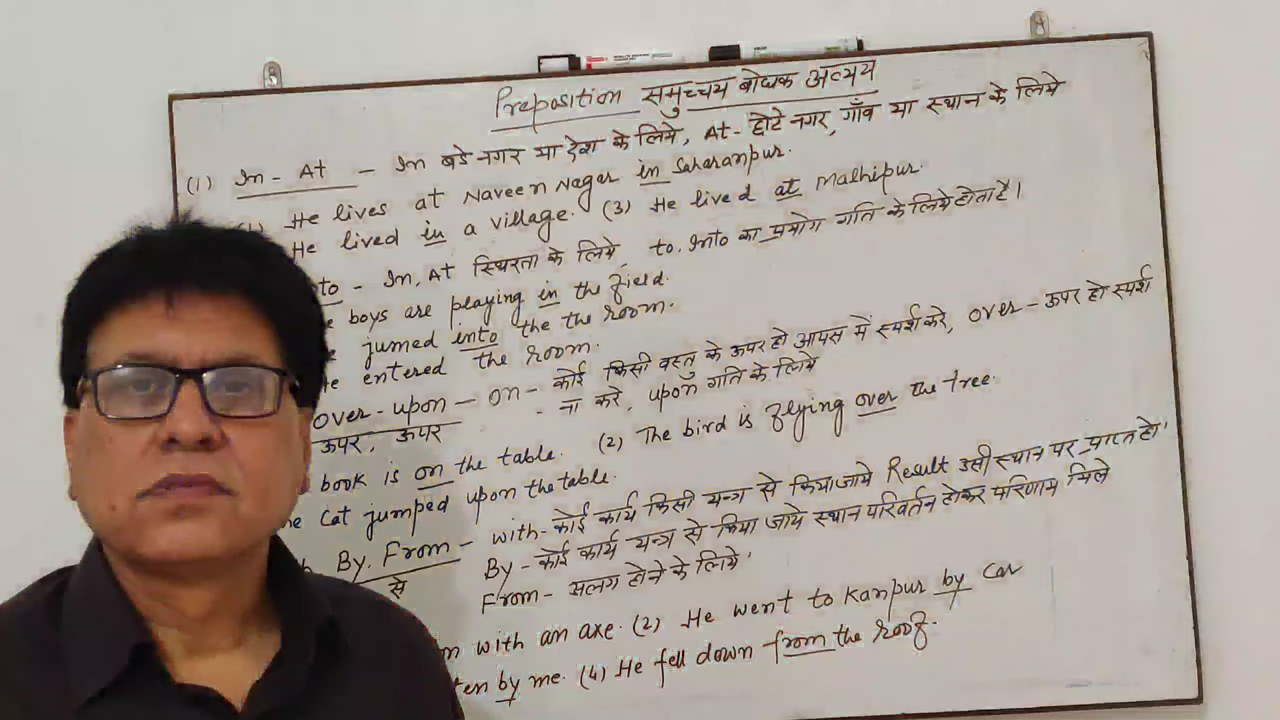 Preposition समुच्चय बोधक अव्यय
(1) In - At - In बडे नगर या देश के लिये, At - छोटे नगर, गाँव या स्थान के लिये
He lives at Naveen Nagar in Saharanpur.
He lived in a village. (3) He lived at Malhipur.
to - In, At स्थिरता के लिये, to, Into का प्रयोग गति के लिये होता है।
boys are playing in the field.
jumed into the the room.
He entered the room.
over - upon - on - कोई किसी वस्तु के ऊपर हो आपस में स्पर्श करे, over - ऊपर हो स्पर्श
ऊपर, ऊपर - ना करे, upon गति के लिये
book is on the table. (2) The bird is flying over the tree.
Cat jumped upon the table.
By, From - with - कोई कार्य किसी यन्त्र से किया जाये Result उसी स्थान पर प्राप्त हो।
से By - कोई कार्य यन्त्र से किया जाये स्थान परिवर्तन होकर परिणाम मिले
From - सलग होने के लिये
with an axe. (2) He went to Kanpur by Car
ten by me. (4) He fell down from the roof.